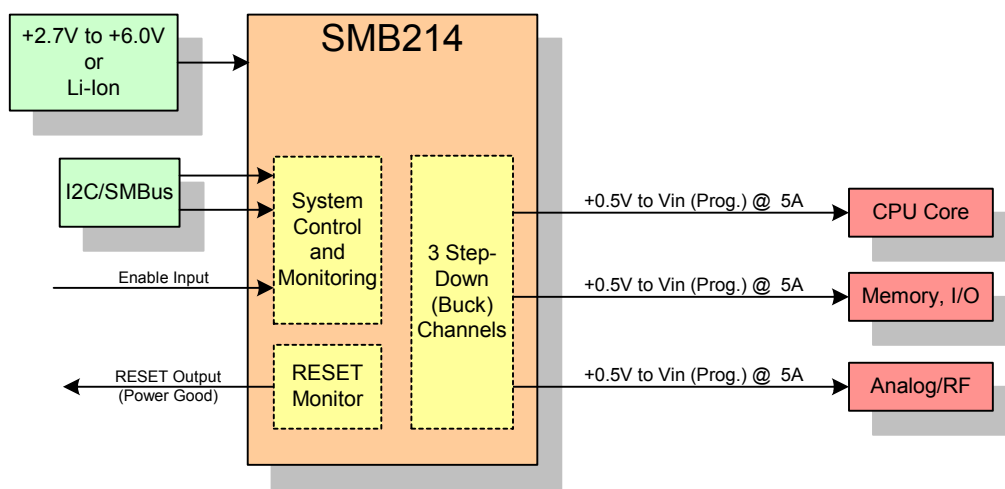 +2.7V to +6.0V
or
Li-Ion
SMB214
I2C/SMBus
System
Control
and
Monitoring
3 Step-
Down
(Buck)
Channels
+0.5V to Vin (Prog.) @ 5A
CPU Core
Enable Input
+0.5V to Vin (Prog.) @ 5A
Memory, I/O
RESET Output
(Power Good)
RESET
Monitor
+0.5V to Vin (Prog.) @ 5A
Analog/RF